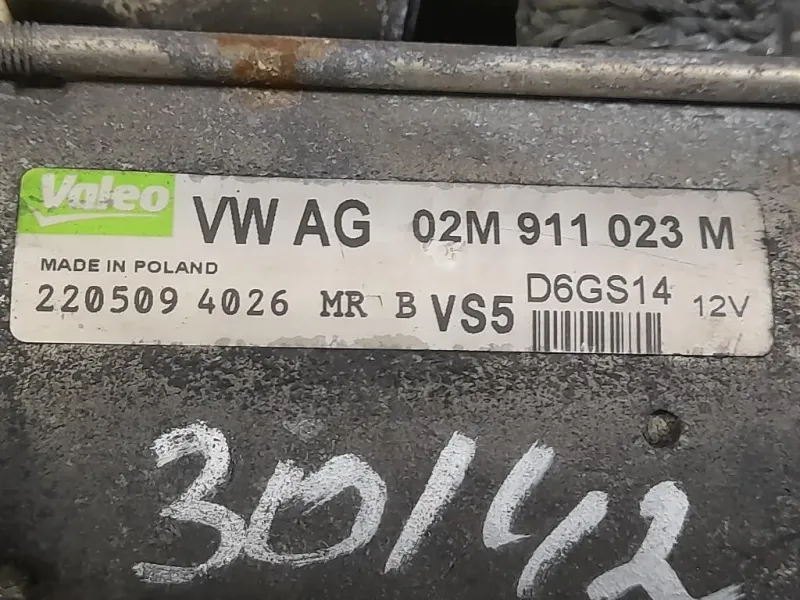 Valeo VW AG 02M 911 023 M
MADE IN POLAND
220509 4026 MR B VS5 D6GS14 12V
30142